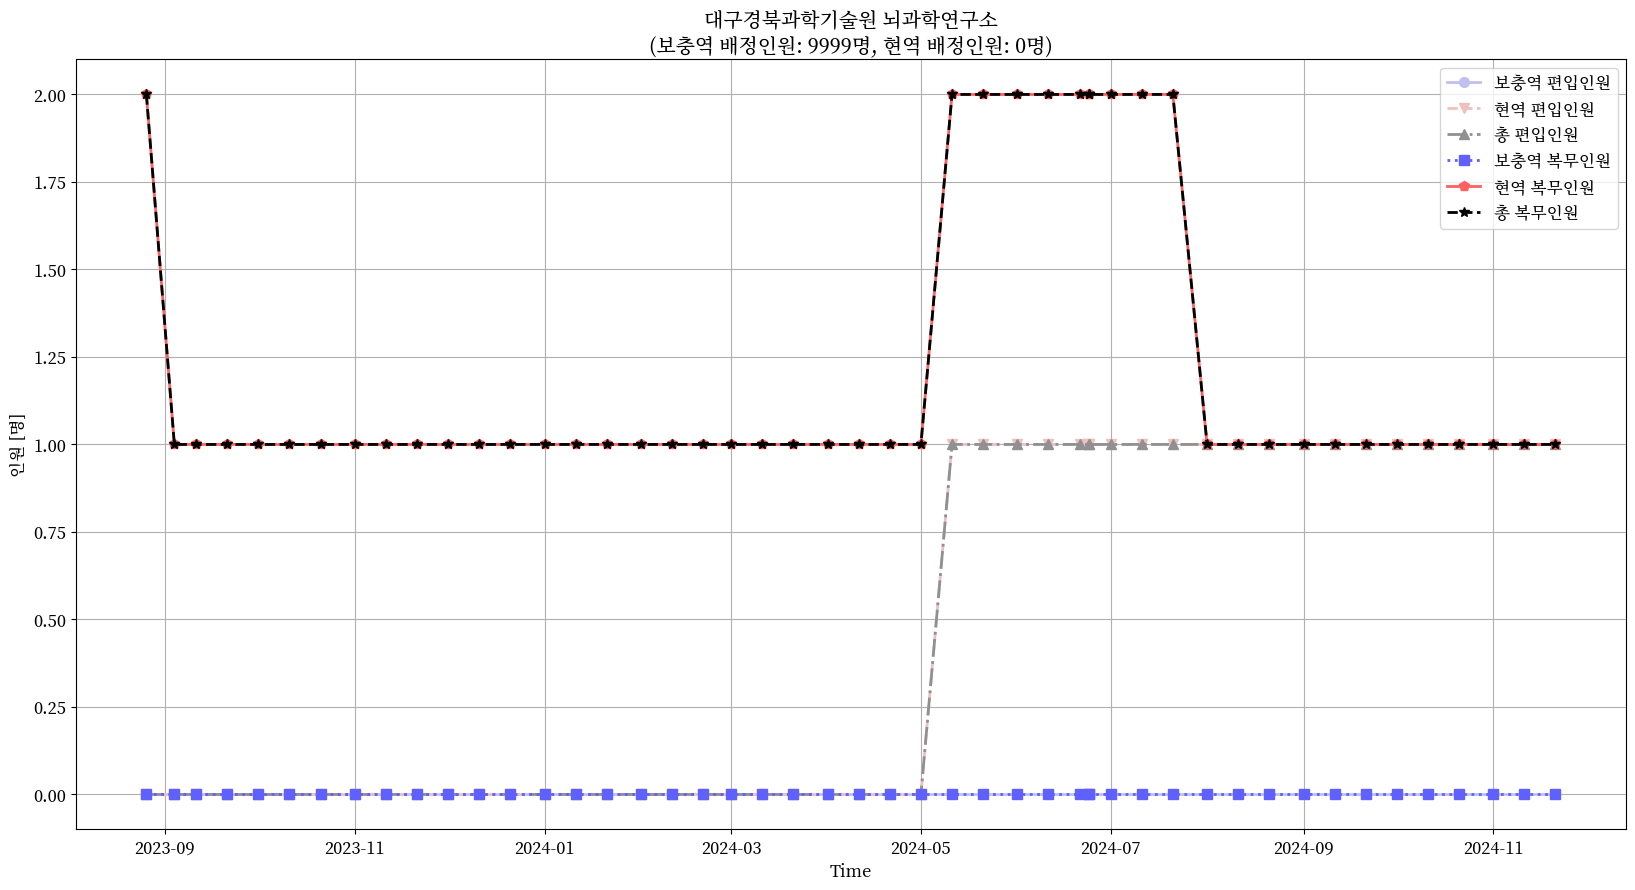 대구경북과학기술원 뇌과학연구소
(보충역 배정인원: 9999명, 현역 배정인원: 0명)
보충역 편입인원
현역 편입인원
총 편입인원
보충역 복무인원
현역 복무인원
총 복무인원
인원 [명]
2.00
1.75
1.50
1.25
1.00
0.75
0.50
0.25
0.00
2023-09
2023-11
2024-01
2024-03
2024-05
2024-07
2024-09
2024-11
Time